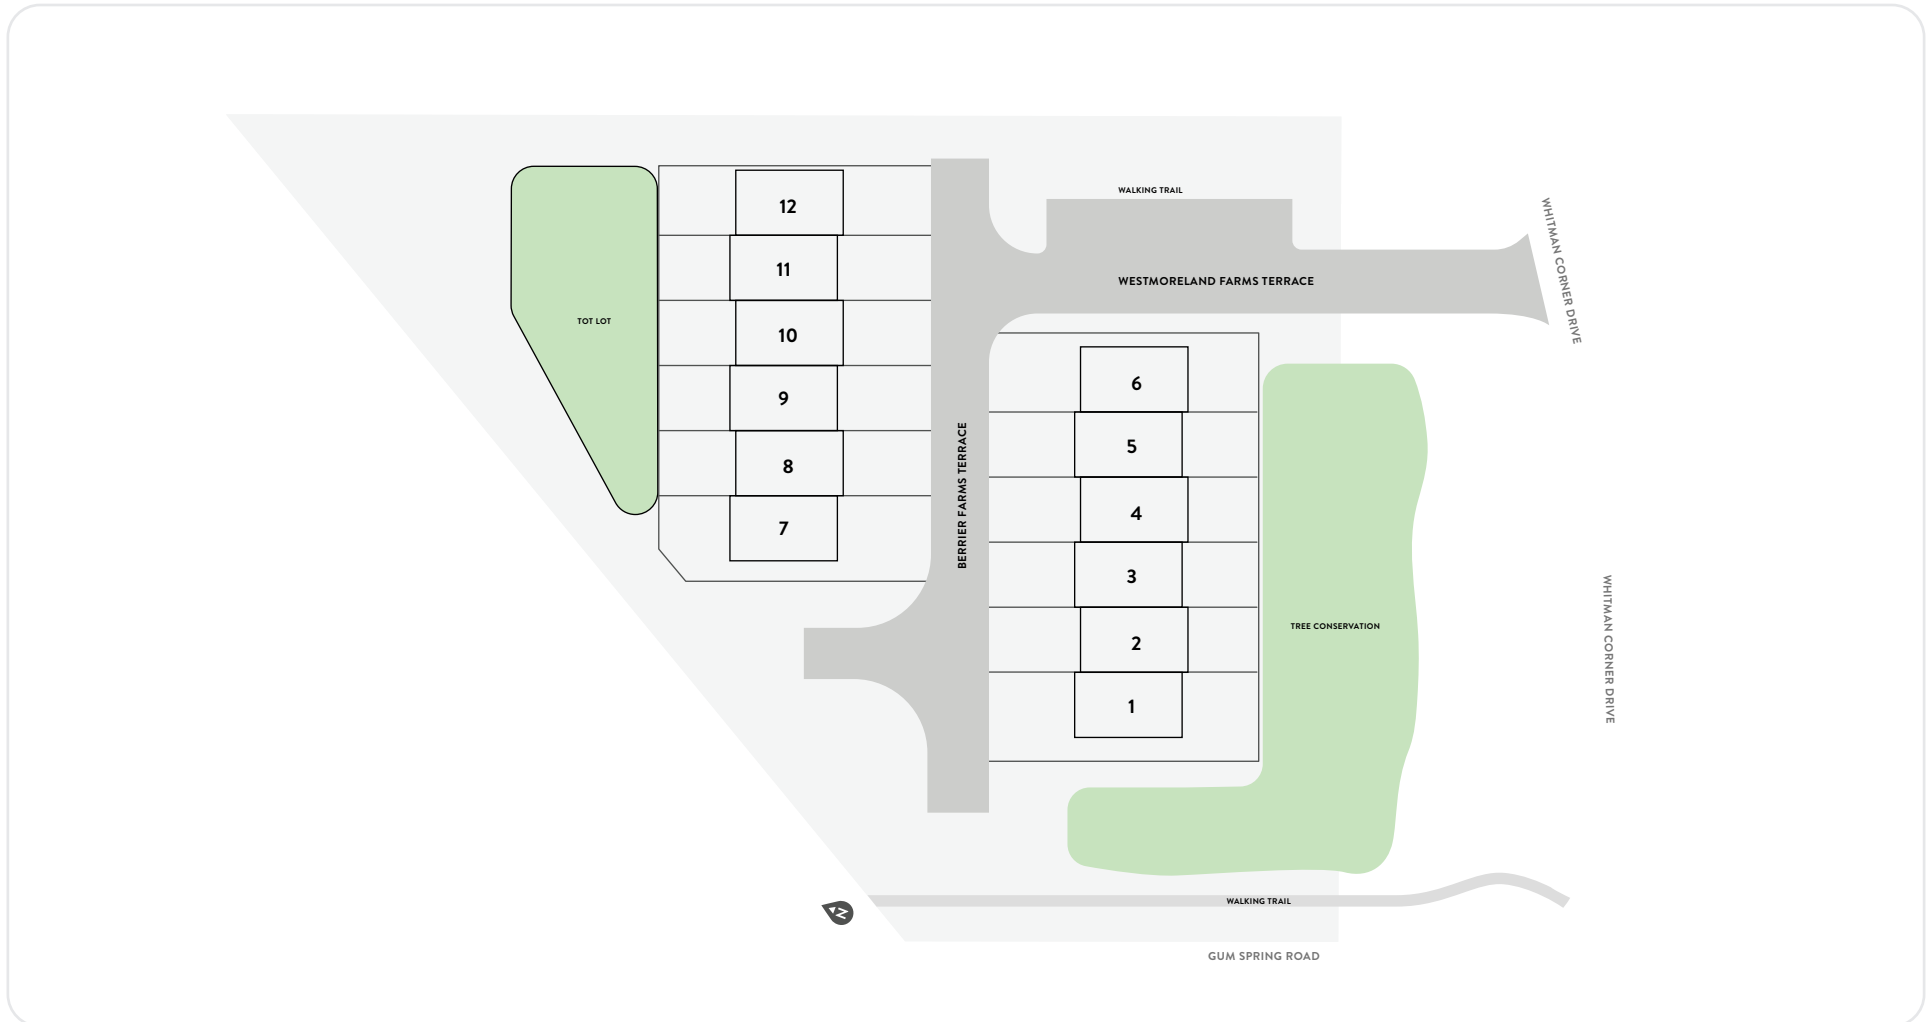 WALKING TRAIL
WHITMAN CORNER DRIVE
12
11
WESTMORELAND FARMS TERRACE
TOT LOT
10
9
8
7
BERRIER FARMS TERRACE
6
5
4
3
2
1
TREE CONSERVATION
WHITMAN CORNER DRIVE
WALKING TRAIL
N
GUM SPRING ROAD